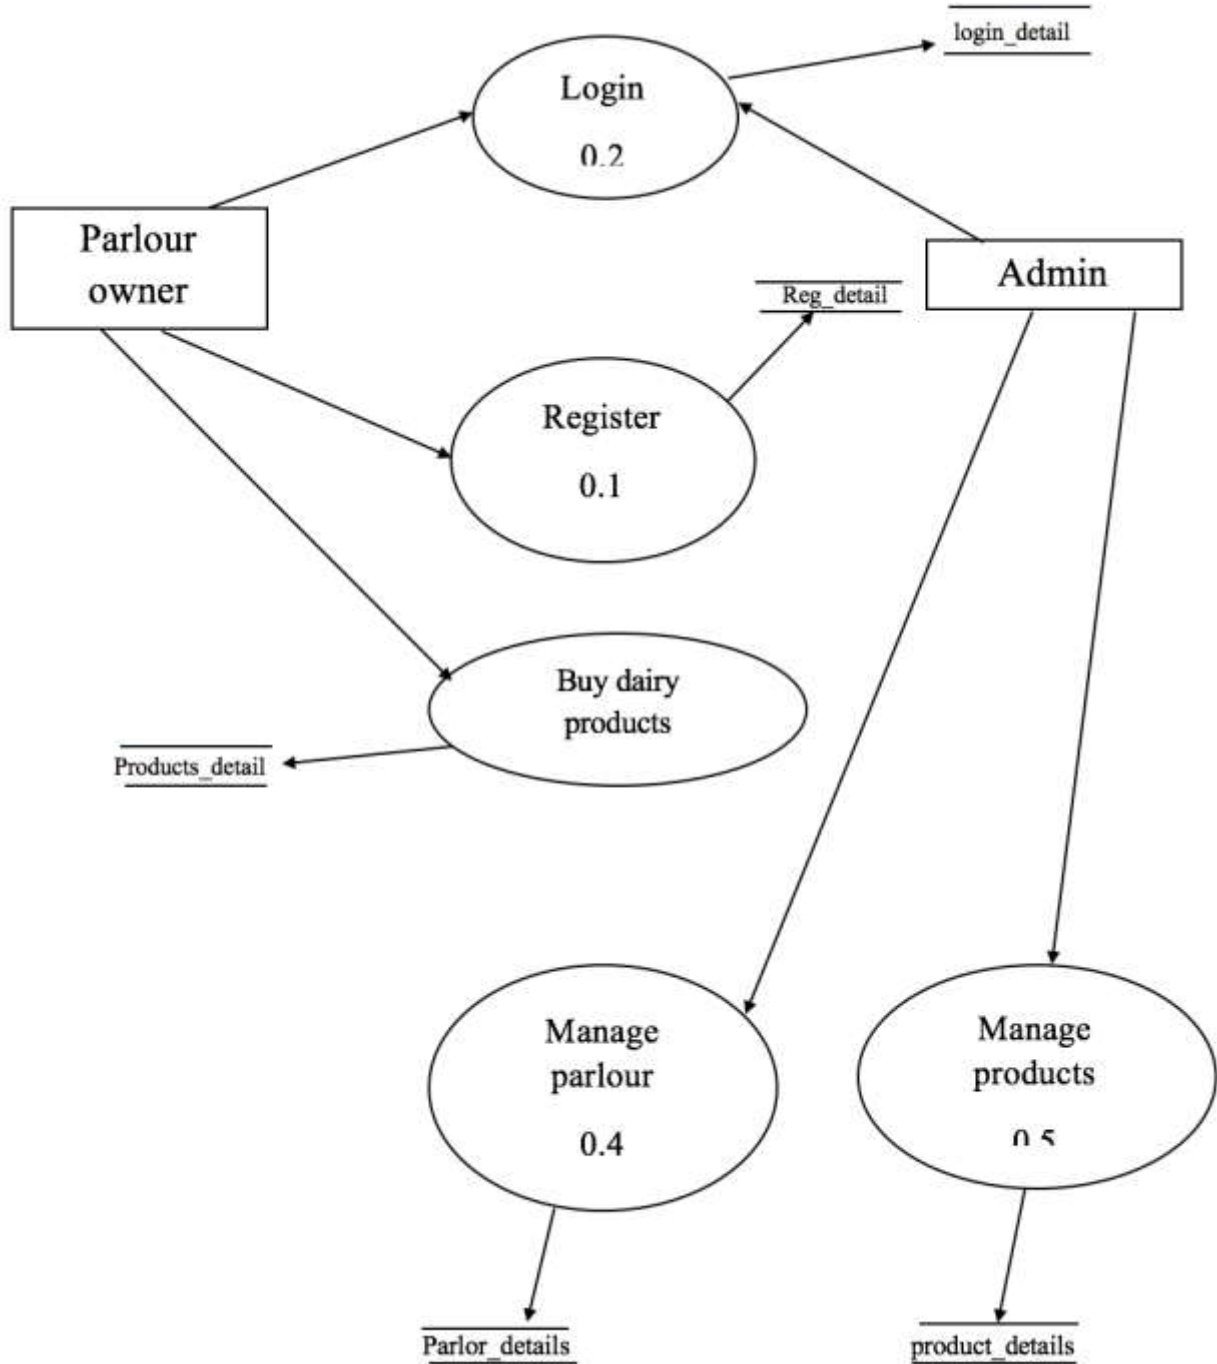 login_detail
Login
0.2
Parlour
owner
Admin
Reg_detail
Register
0.1
Buy dairy
products
Products_detail
Manage
parlour
0.4
Manage
products
0.5
Parlor_details
product_details